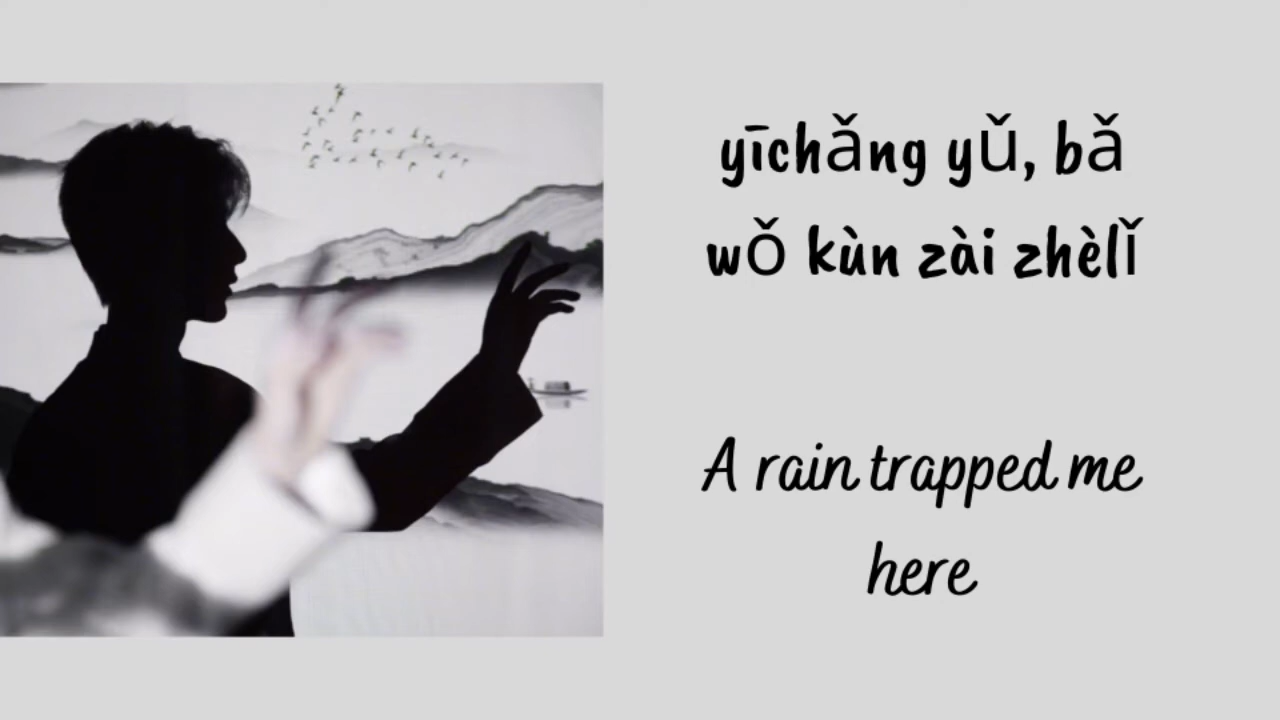 yīchǎng yǔ, bǎ
wǒ kùn zài zhèlǐ
A rain trapped me
here